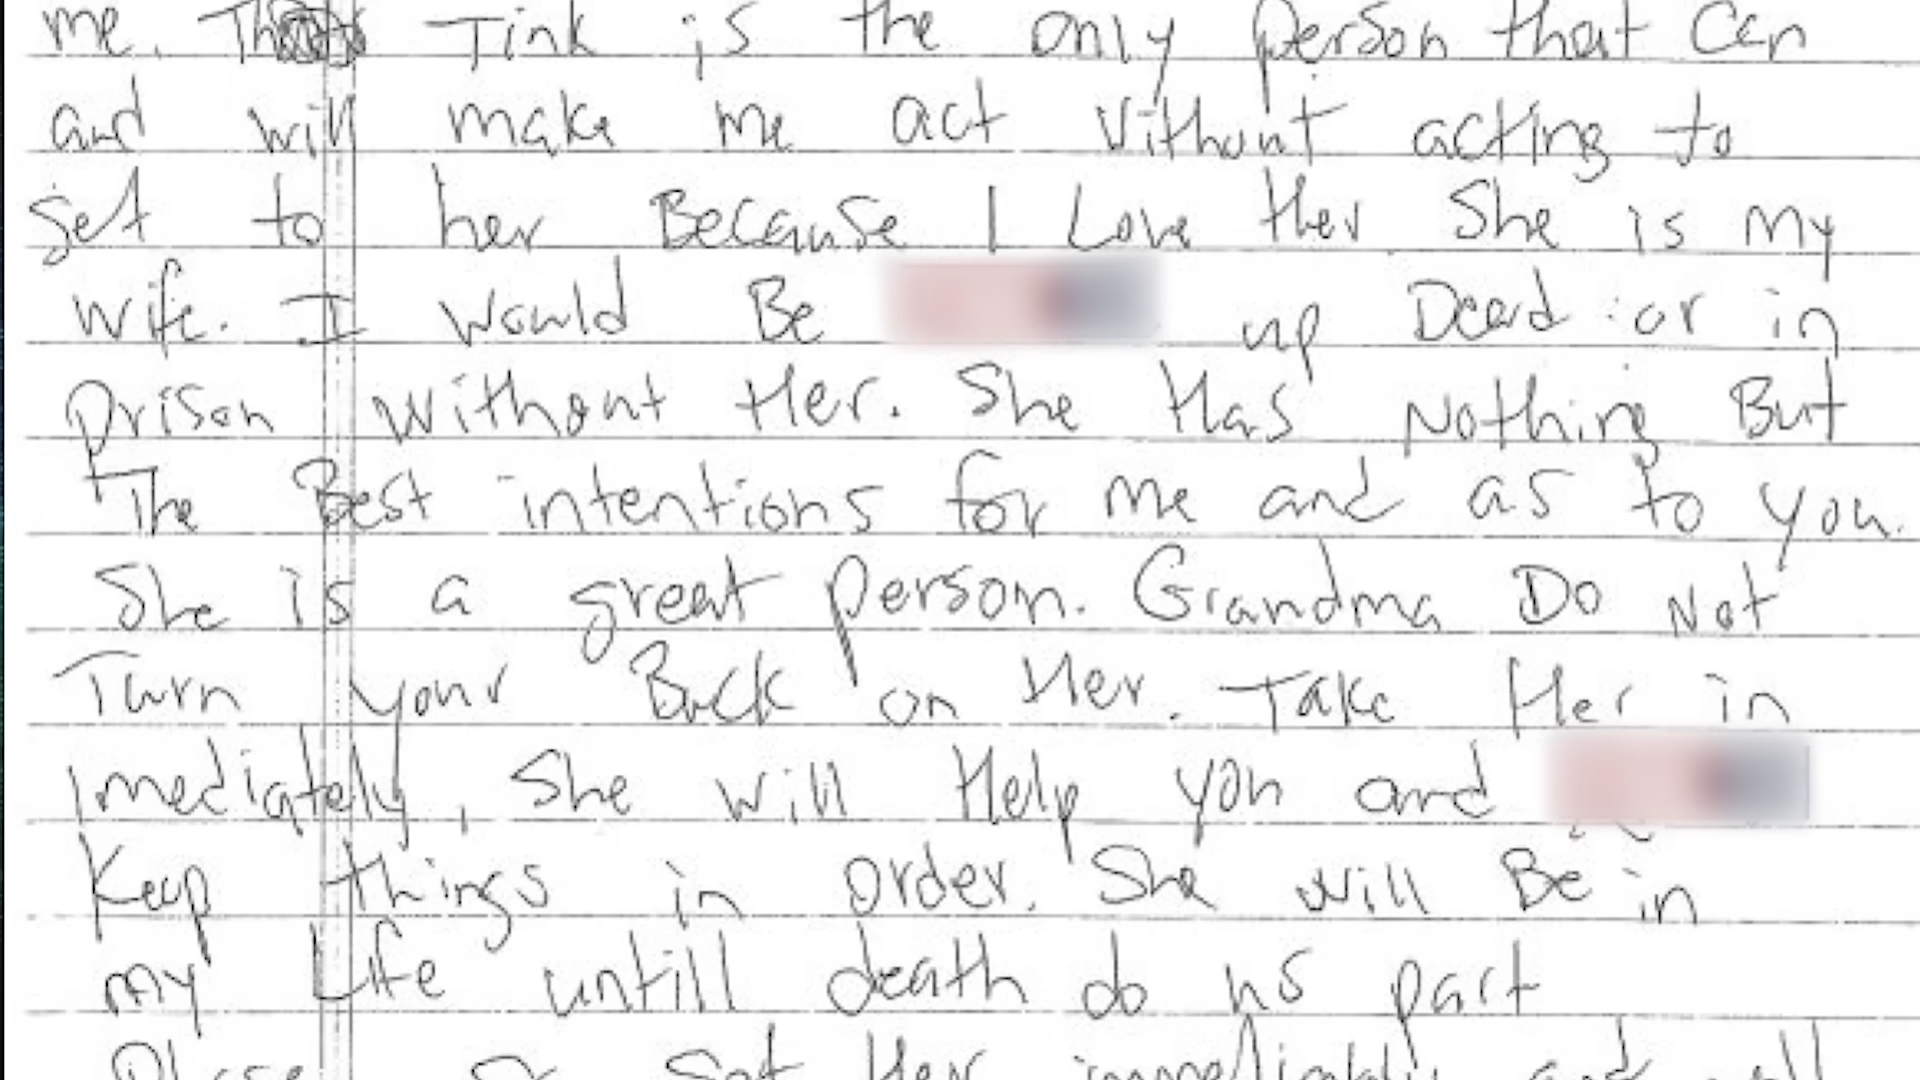 me. Tink is the only person that can
and will make me act without acting to
get to her Because I Love Her She is my
wife. I Would Be up Dead or in
prison without Her. She Has Nothing But
The Best intentions for me and as to you.
She is a great person. Grandma Do Not
Turn your Back on Her. Take Her in
Imediately, She will Help you and
Keep things in order. She will Be in
my Life untill death do us part
Her and